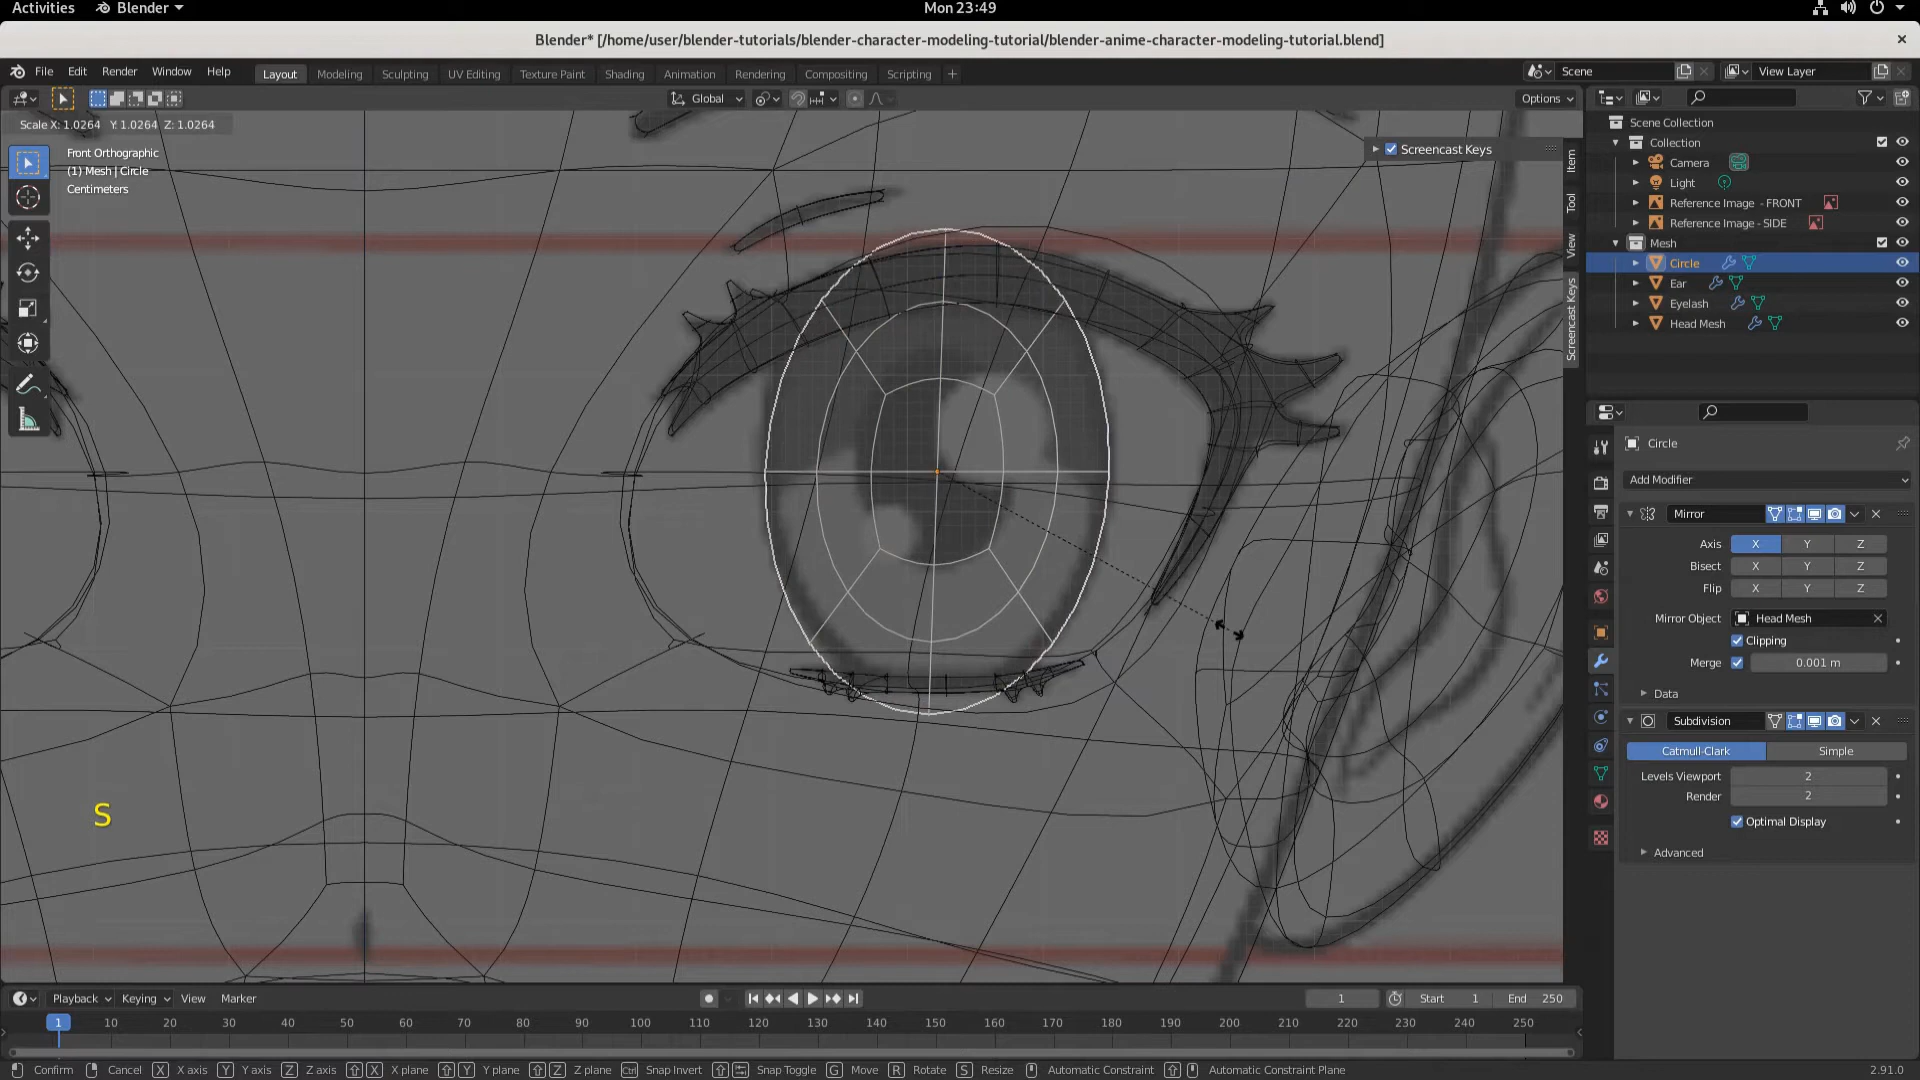 Activities Blender Mon 23:49
Blender* [/home/user/blender-tutorials/blender-character-modeling-tutorial/blender-anime-character-modeling-tutorial.blend]
File Edit Render Window Help Layout Modeling Sculpting UV Editing Texture Paint Shading Animation Rendering Compositing Scripting + Scene View Layer
Global Options
Scale X: 1.0264 Y: 1.0264 Z: 1.0264
Front Orthographic
(1) Mesh | Circle
Centimeters
Screencast Keys
Item
Tool
View
Screencast Keys
S
Scene Collection
Collection
Camera
Light
Reference Image - FRONT
Reference Image - SIDE
Mesh
Circle
Ear
Eyelash
Head Mesh
Circle
Add Modifier
Mirror
Axis X Y Z
Bisect X Y Z
Flip X Y Z
Mirror Object Head Mesh
Clipping
Merge 0.001 m
Data
Subdivision
Catmull-Clark Simple
Levels Viewport 2
Render 2
Optimal Display
Advanced
Playback Keying View Marker 1 Start 1 End 250
1 10 20 30 40 50 60 70 80 90 100 110 120 130 140 150 160 170 180 190 200 210 220 230 240 250
Confirm Cancel X X axis Y Y axis Z Z axis X X plane Y Y plane Z Z plane Ctrl Snap Invert Snap Toggle G Move R Rotate S Resize Automatic Constraint Automatic Constraint Plane 2.91.0